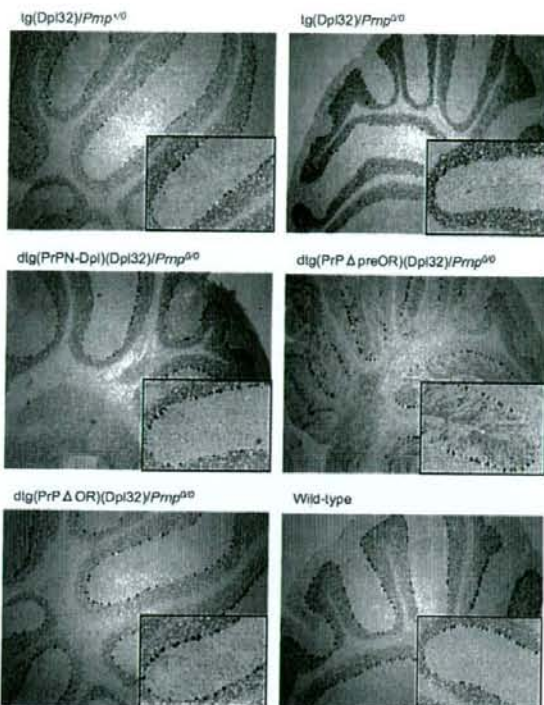 tg(Dpl32)/Prnp⁺/⁰
tg(Dpl32)/Prnp⁰/⁰
dtg(PrPN-Dpl)(Dpl32)/Prnp⁰/⁰
dtg(PrPΔpreOR)(Dpl32)/Prnp⁰/⁰
dtg(PrPΔOR)(Dpl32)/Prnp⁰/⁰
Wild-type